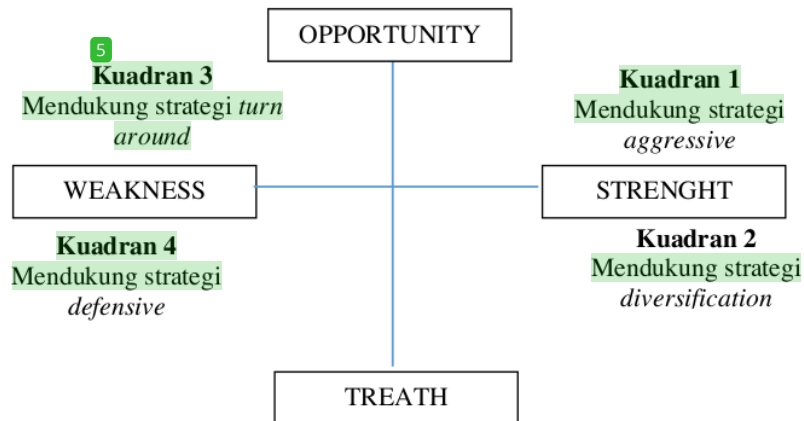 OPPORTUNITY
5
Kuadran 3
Mendukung strategi turn
around
Kuadran 1
Mendukung strategi
aggressive
WEAKNESS
STRENGHT
Kuadran 4
Mendukung strategi
defensive
Kuadran 2
Mendukung strategi
diversification
TREATH